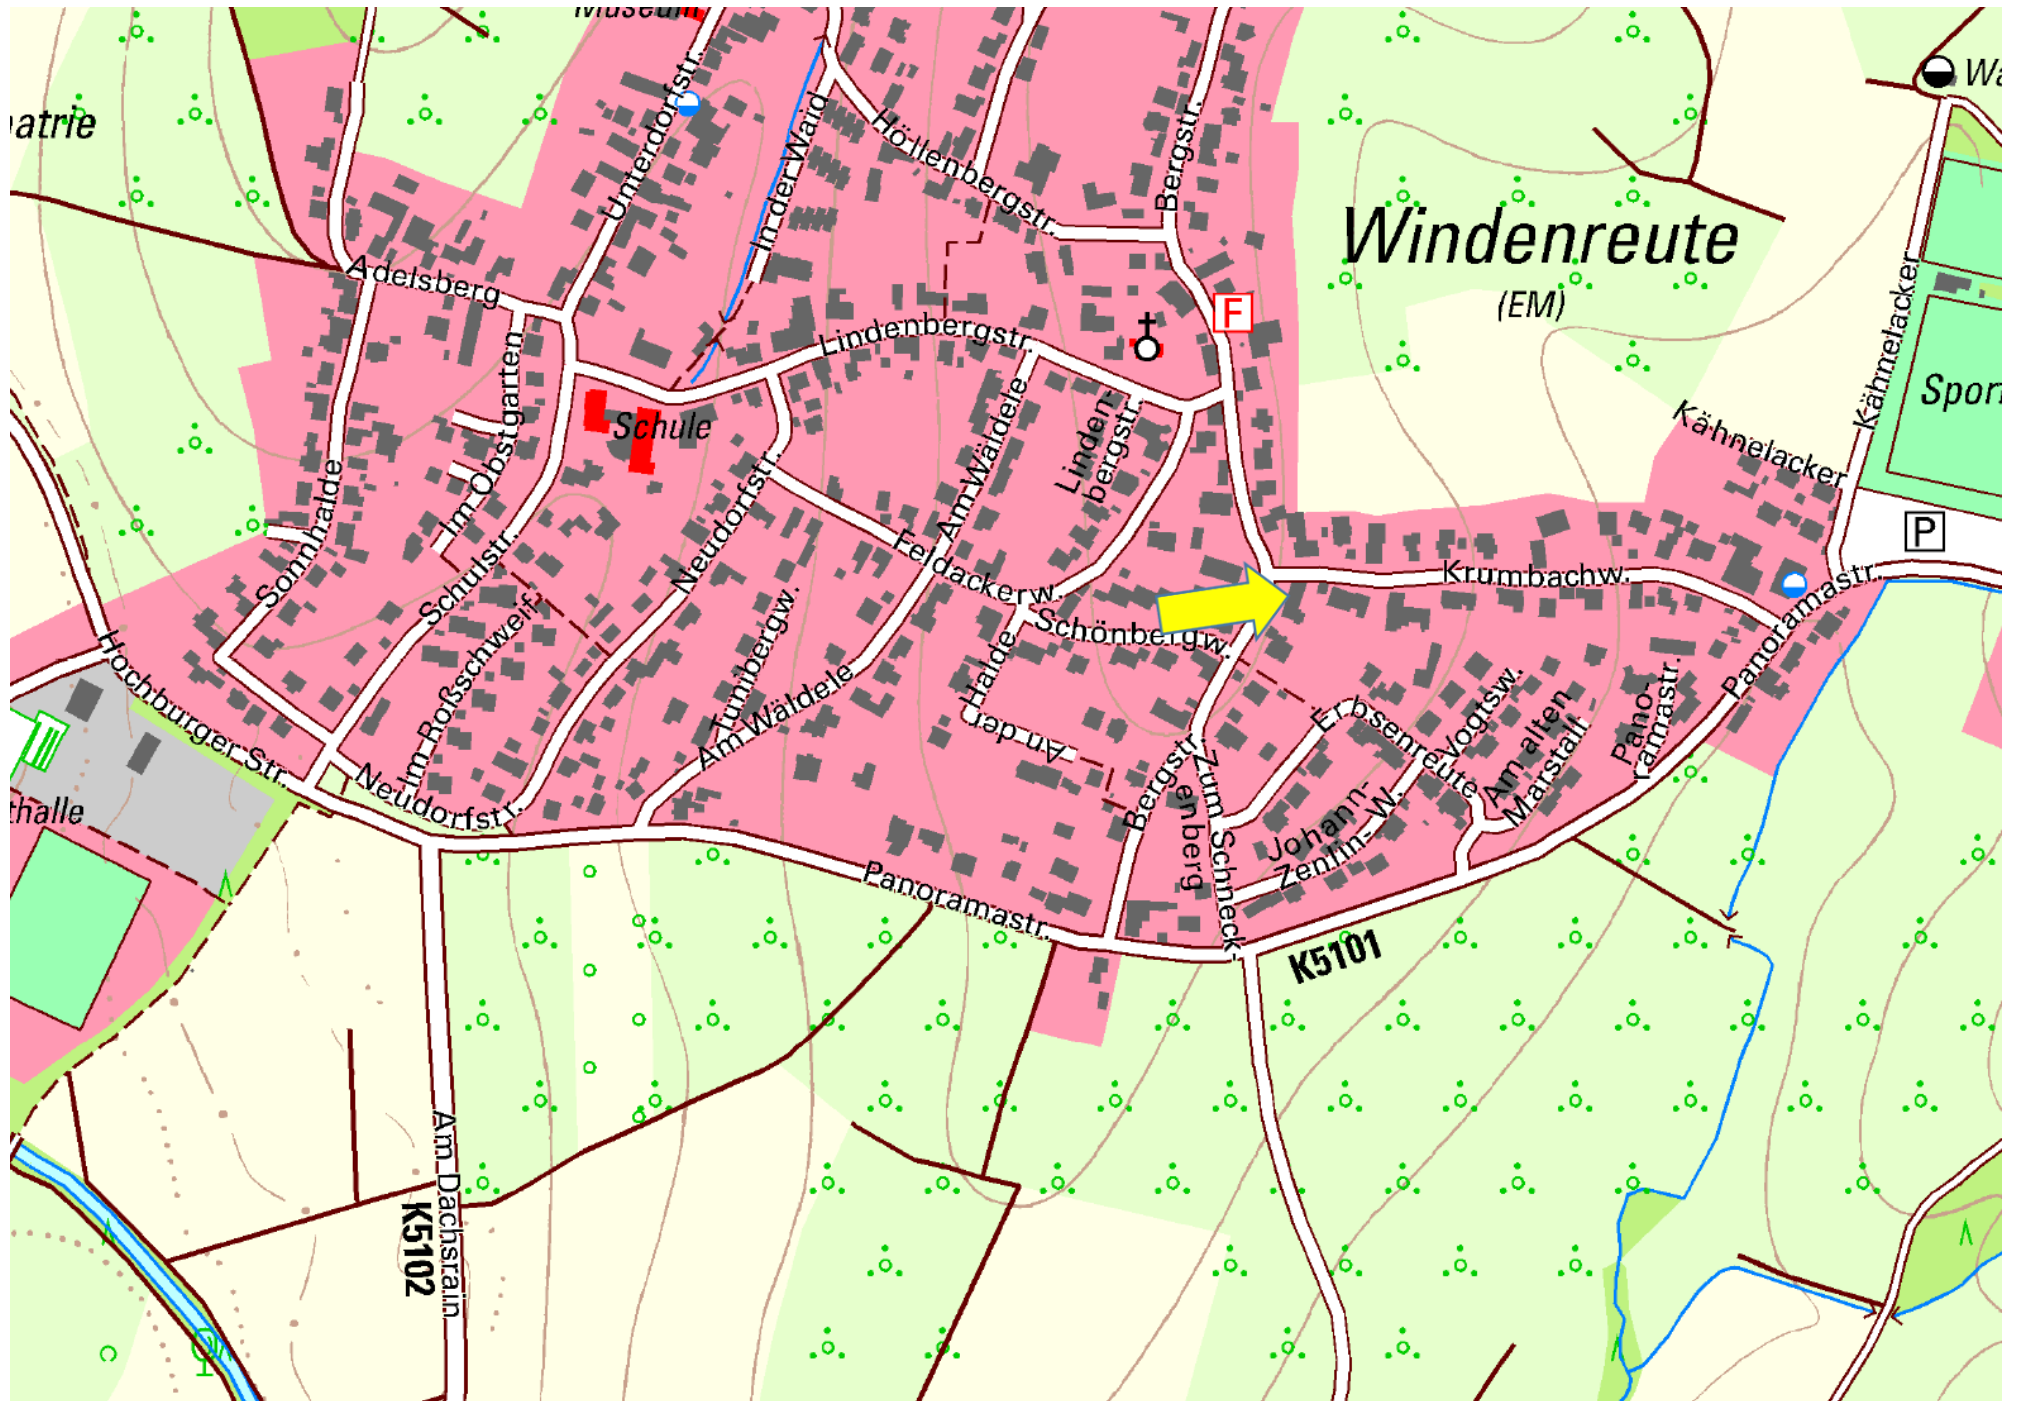 Museum
Wa
atrie
Unterdorfstr.
In der Waid
Höllenbergstr.
Bergstr.
Windenreute
(EM)
Kähnelacker
Adelsberg
F
Lindenbergstr.
Sport
Schule
Im Obstgarten
Am Wäldele
Linden-
bergstr.
Kähnelacker
Sonnhalde
Schulstr.
Neudorfstr.
Feldackerw.
P
Krumbachw.
Panoramastr.
Schönbergw.
Hochburger Str.
Im Roßschweif
Tunibergw.
Am Wäldele
An der Halde
Erbsenreute
Vogtsw.
Am alten
Marstall
Pano-
ramastr.
Panoramastr.
Neudorfstr.
Bergstr.
Zum Schneck-
enberg
Johann-
Zenlin-W.
thalle
Panoramastr.
K5101
Am Dachsrain
K5102